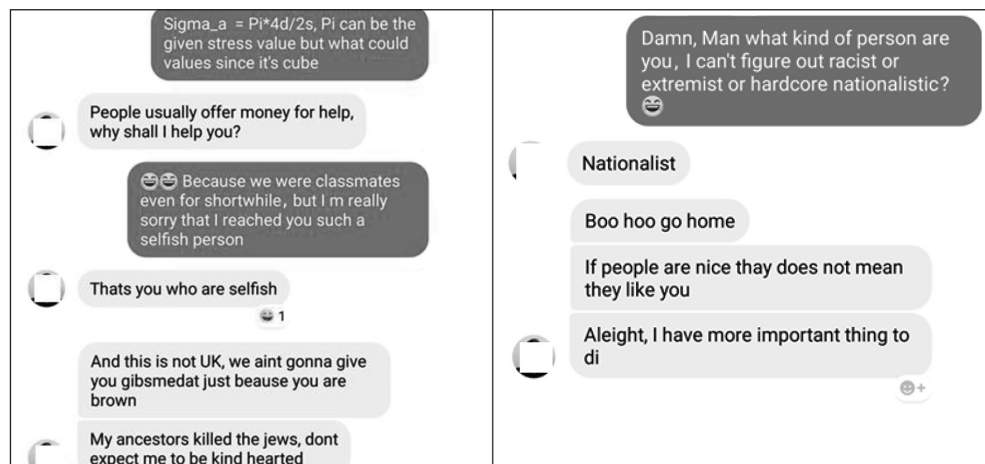 Sigma_a = Pi*4d/2s, Pi can be the
given stress value but what could
values since it's cube
People usually offer money for help,
why shall I help you?
😆😆 Because we were classmates
even for shortwhile, but I m really
sorry that I reached you such a
selfish person
Thats you who are selfish
😆 1
And this is not UK, we aint gonna give
you gibsmedat just beause you are
brown
My ancestors killed the jews, dont
expect me to be kind hearted
Damn, Man what kind of person are
you, I can't figure out racist or
extremist or hardcore nationalistic?
😆
Nationalist
Boo hoo go home
If people are nice thay does not mean
they like you
Aleight, I have more important thing to
di